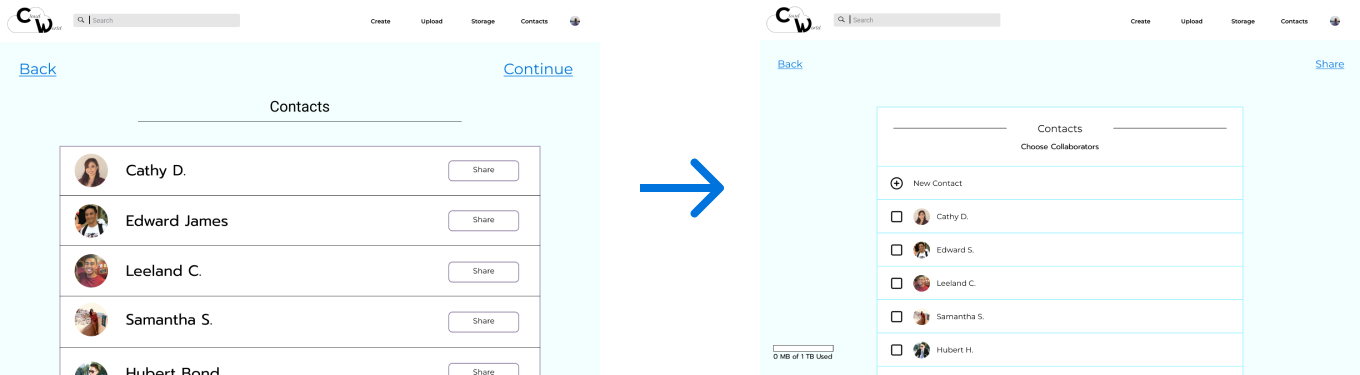 Cloud World
Search
Create Upload Storage Contacts
Back Continue
Contacts
Cathy D. Share
Edward James Share
Leeland C. Share
Samantha S. Share
Hubert Bond Share
Cloud World
Search
Create Upload Storage Contacts
Back Share
Contacts
Choose Collaborators
New Contact
Cathy D.
Edward S.
Leeland C.
Samantha S.
Hubert H.
0 MB of 1 TB Used